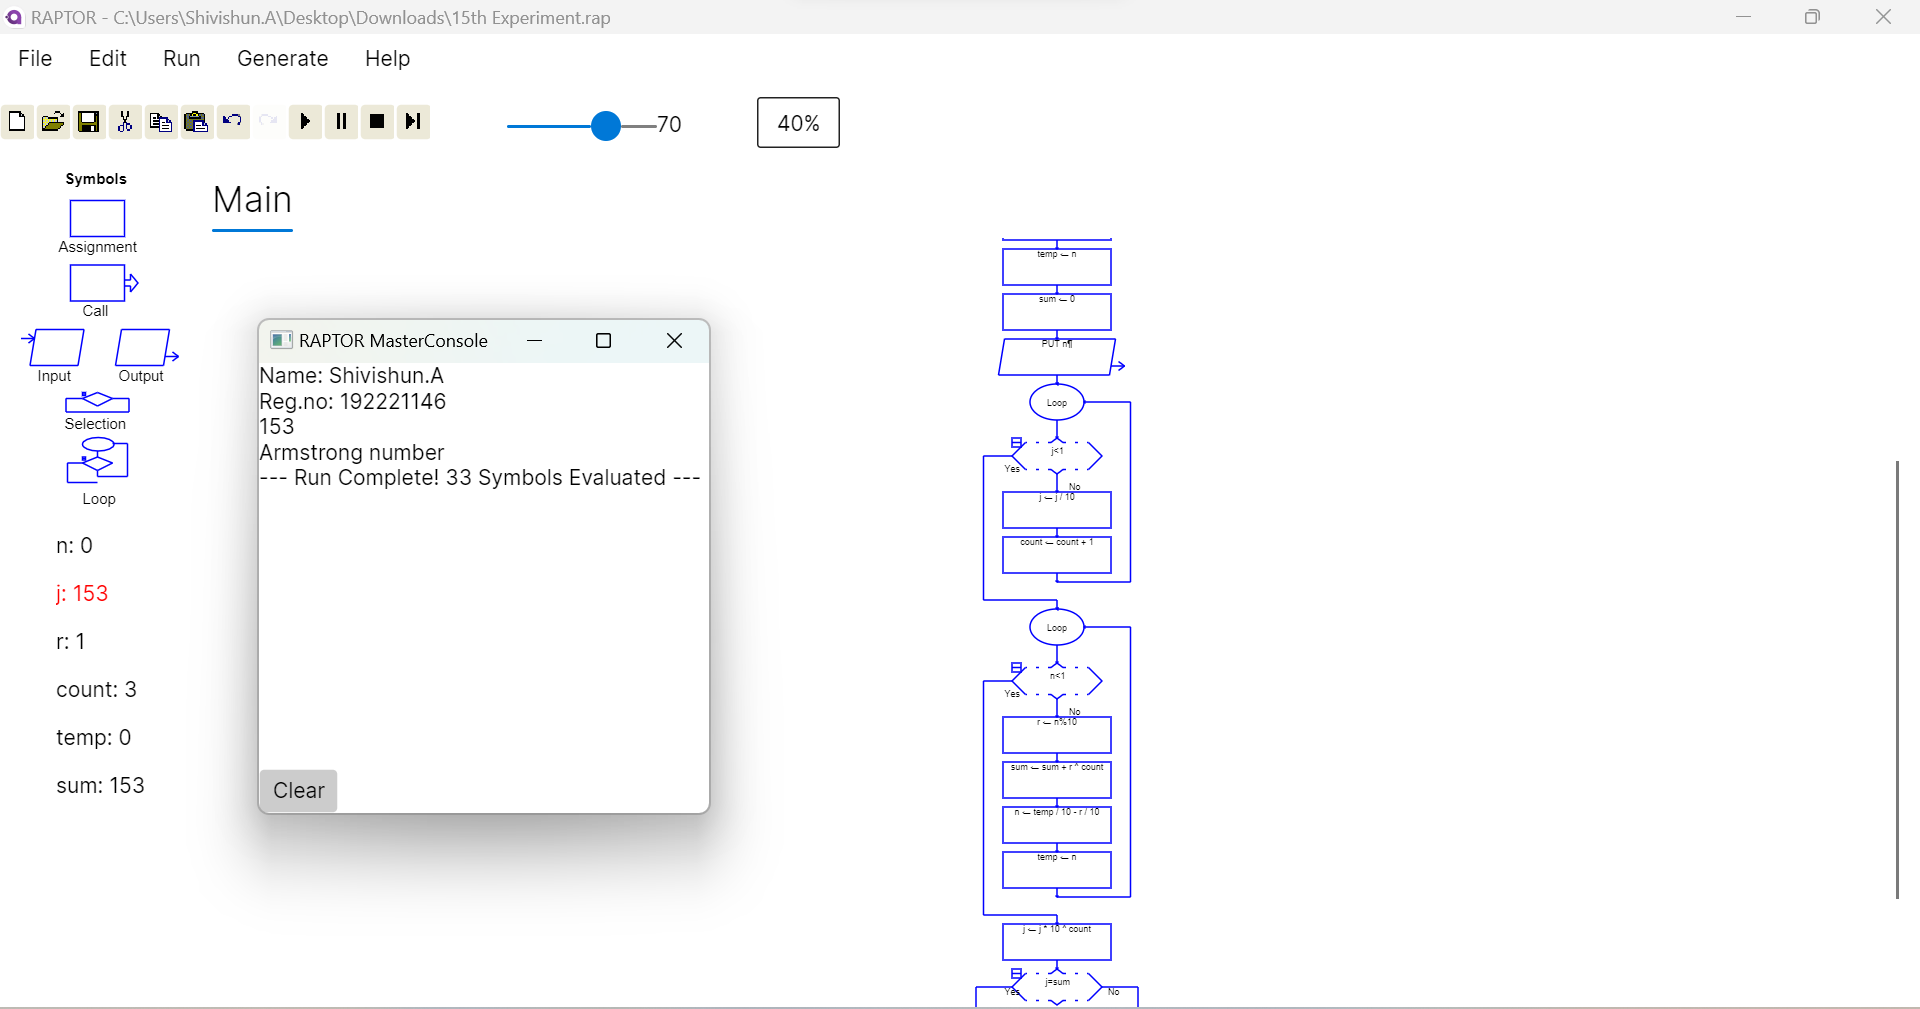 RAPTOR - C:\Users\Shivishun.A\Desktop\Downloads\15th Experiment.rap
File Edit Run Generate Help
70
40%
Symbols
Assignment
Call
Input Output
Selection
Loop
n: 0
j: 153
r: 1
count: 3
temp: 0
sum: 153
Main
RAPTOR MasterConsole
Name: Shivishun.A
Reg.no: 192221146
153
Armstrong number
--- Run Complete! 33 Symbols Evaluated ---
Clear
temp ← n
sum ← 0
PUT n¶
Loop
j<1
Yes
No
j ← j / 10
count ← count + 1
Loop
n<1
Yes
No
r ← n%10
sum ← sum + r ^ count
n ← temp / 10 - r / 10
temp ← n
j ← j * 10 ^ count
j=sum
Yes
No